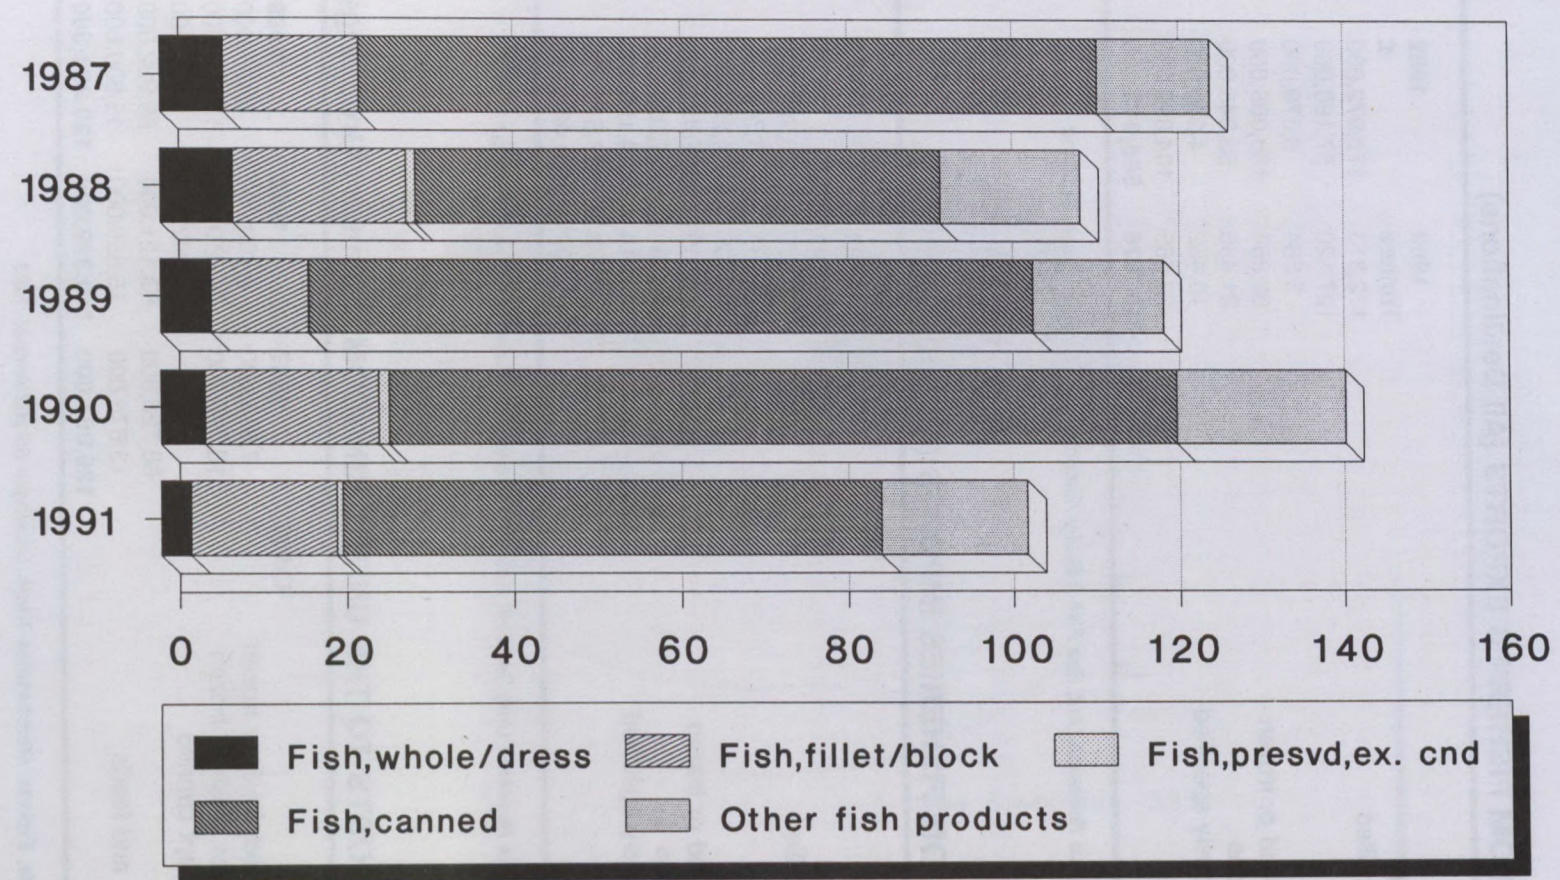 1987
1988
1989
1990
1991
0 20 40 60 80 100 120 140 160
Fish,whole/dress Fish,fillet/block Fish,presvd,ex. cnd
Fish,canned Other fish products